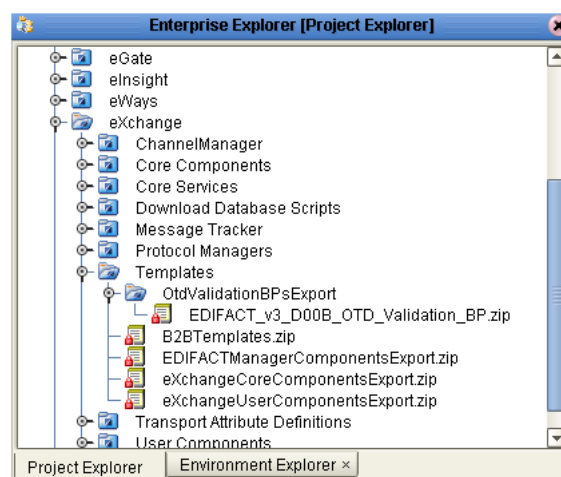 Enterprise Explorer [Project Explorer]
eGate
eInsight
eWays
eXchange
ChannelManager
Core Components
Core Services
Download Database Scripts
Message Tracker
Protocol Managers
Templates
OtdValidationBPsExport
EDIFACT_v3_D00B_OTD_Validation_BP.zip
B2BTemplates.zip
EDIFACTManagerComponentsExport.zip
eXchangeCoreComponentsExport.zip
eXchangeUserComponentsExport.zip
Transport Attribute Definitions
User Components
Project Explorer Environment Explorer ×